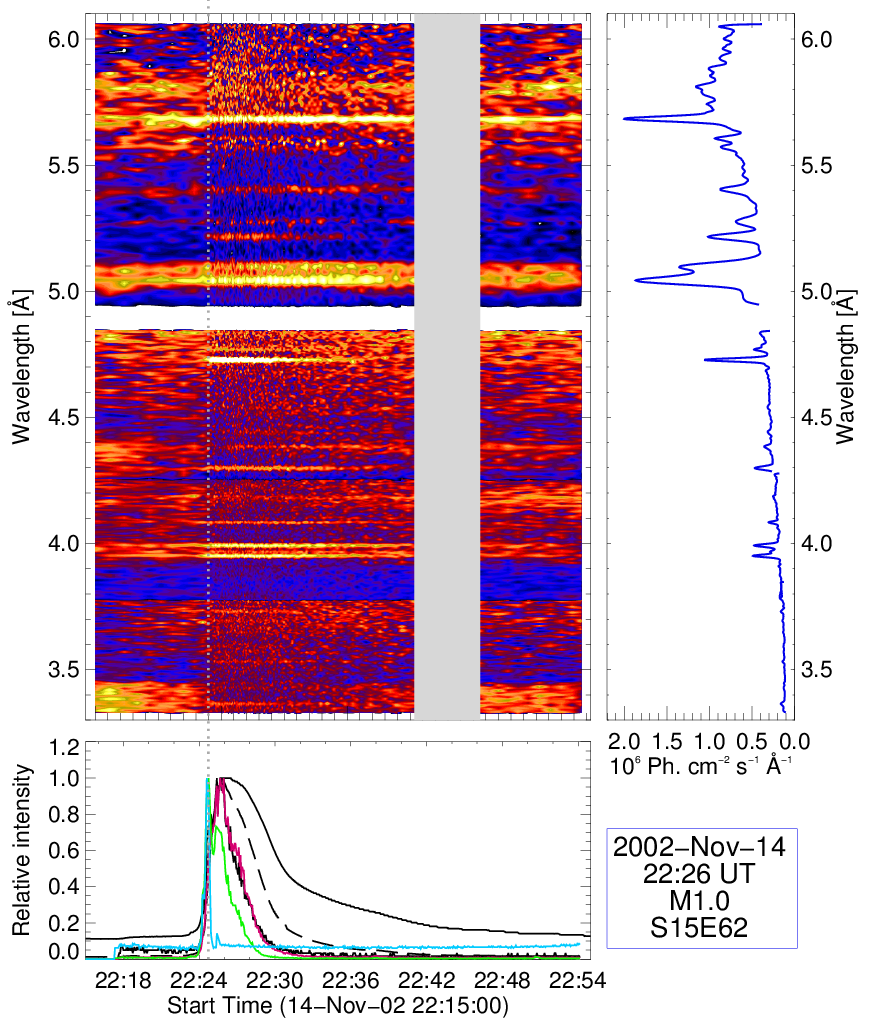 6.0
5.5
5.0
4.5
4.0
3.5
Wavelength [Å]
6.0
5.5
5.0
4.5
4.0
3.5
Wavelength [Å]
2.0 1.5 1.0 0.5 0.0
10⁶ Ph. cm⁻² s⁻¹ Å⁻¹
1.2
1.0
0.8
0.6
0.4
0.2
0.0
Relative intensity
22:18 22:24 22:30 22:36 22:42 22:48 22:54
Start Time (14−Nov−02 22:15:00)
2002−Nov−14
22:26 UT
M1.0
S15E62